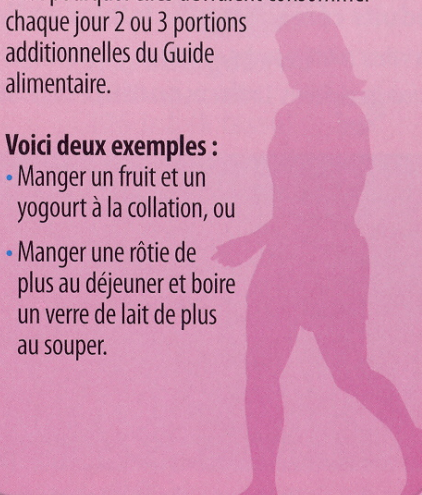 chaque jour 2 ou 3 portions
additionnelles du Guide
alimentaire.
Voici deux exemples :
• Manger un fruit et un
yogourt à la collation, ou
• Manger une rôtie de
plus au déjeuner et boire
un verre de lait de plus
au souper.